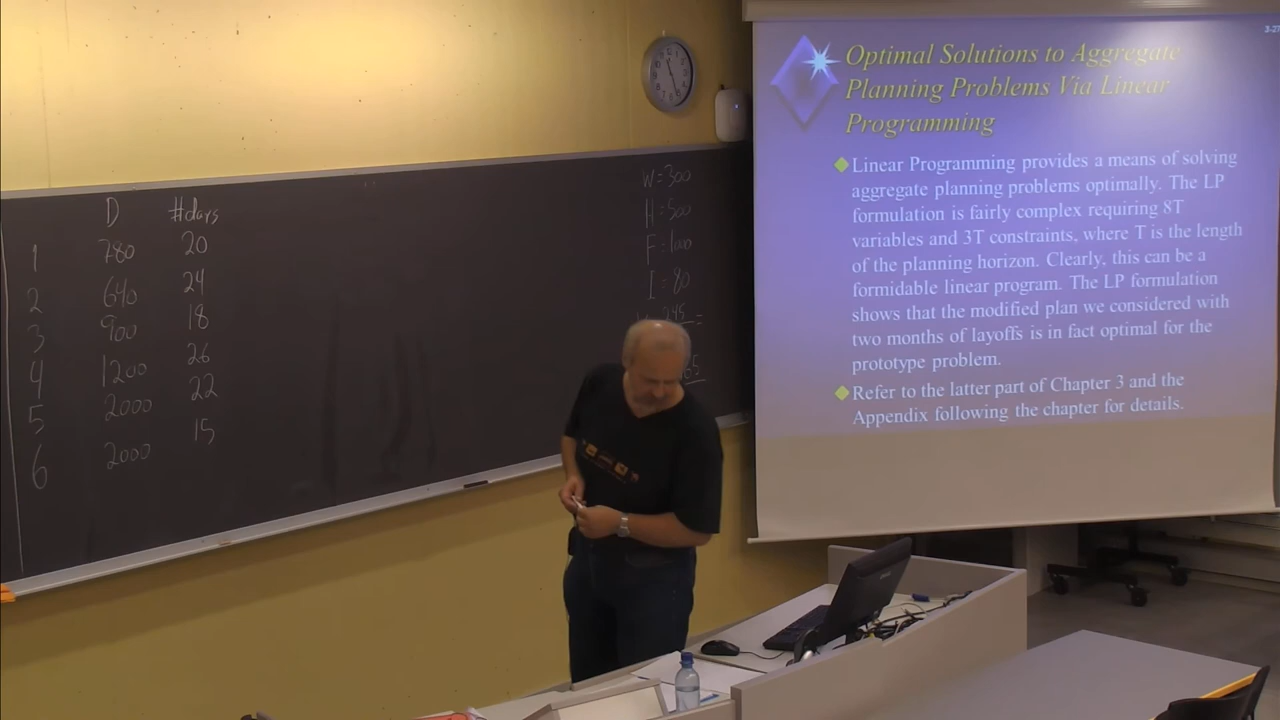 D #days
1 780 20
2 640 24
3 900 18
4 1200 26
5 2000 22
6 2000 15
W = 300
H = 500
F = 1000
I = 80
245 =
Optimal Solutions to Aggregate
Planning Problems Via Linear
Programming
Linear Programming provides a means of solving
aggregate planning problems optimally. The LP
formulation is fairly complex requiring 8T
variables and 3T constraints, where T is the length
of the planning horizon. Clearly, this can be a
formidable linear program. The LP formulation
shows that the modified plan we considered with
two months of layoffs is in fact optimal for the
prototype problem.
Refer to the latter part of Chapter 3 and the
Appendix following the chapter for details.